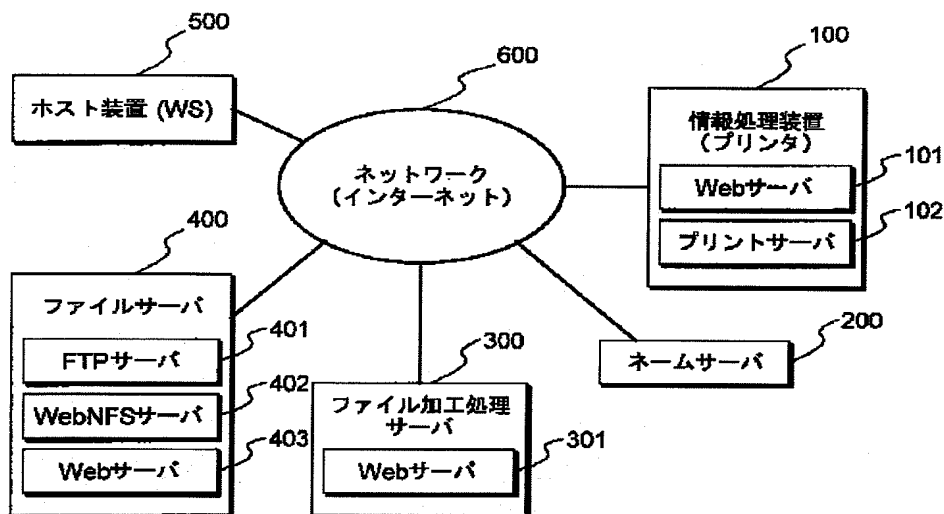 500
ホスト装置 (WS)
600
ネットワーク
(インターネット)
100
情報処理装置
(プリンタ)
101
Webサーバ
102
プリントサーバ
400
ファイルサーバ
401
FTPサーバ
402
WebNFSサーバ
403
Webサーバ
300
ファイル加工処理
サーバ
301
Webサーバ
200
ネームサーバ